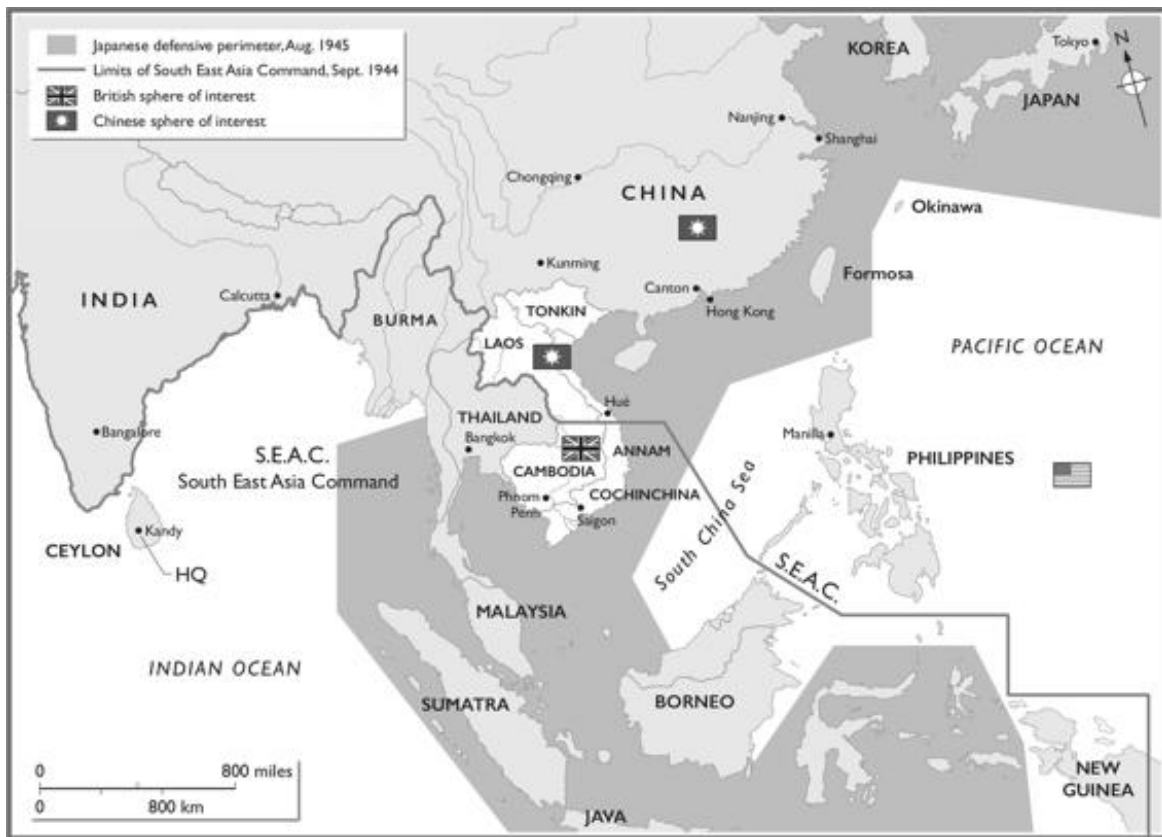 Japanese defensive perimeter, Aug. 1945
Limits of South East Asia Command, Sept. 1944
British sphere of interest
Chinese sphere of interest
KOREA
Tokyo
N
JAPAN
Nanjing
Shanghai
Chongqing
CHINA
Okinawa
Kunming
Formosa
INDIA
Calcutta
Canton
Hong Kong
TONKIN
BURMA
LAOS
PACIFIC OCEAN
Hué
THAILAND
Bangalore
Bangkok
Manilla
ANNAM
PHILIPPINES
S.E.A.C.
South East Asia Command
CAMBODIA
COCHINCHINA
Phnom
Penh
Saigon
South China Sea
Kandy
CEYLON
HQ
S.E.A.C.
MALAYSIA
INDIAN OCEAN
SUMATRA
BORNEO
0 800 miles
0 800 km
NEW
GUINEA
JAVA